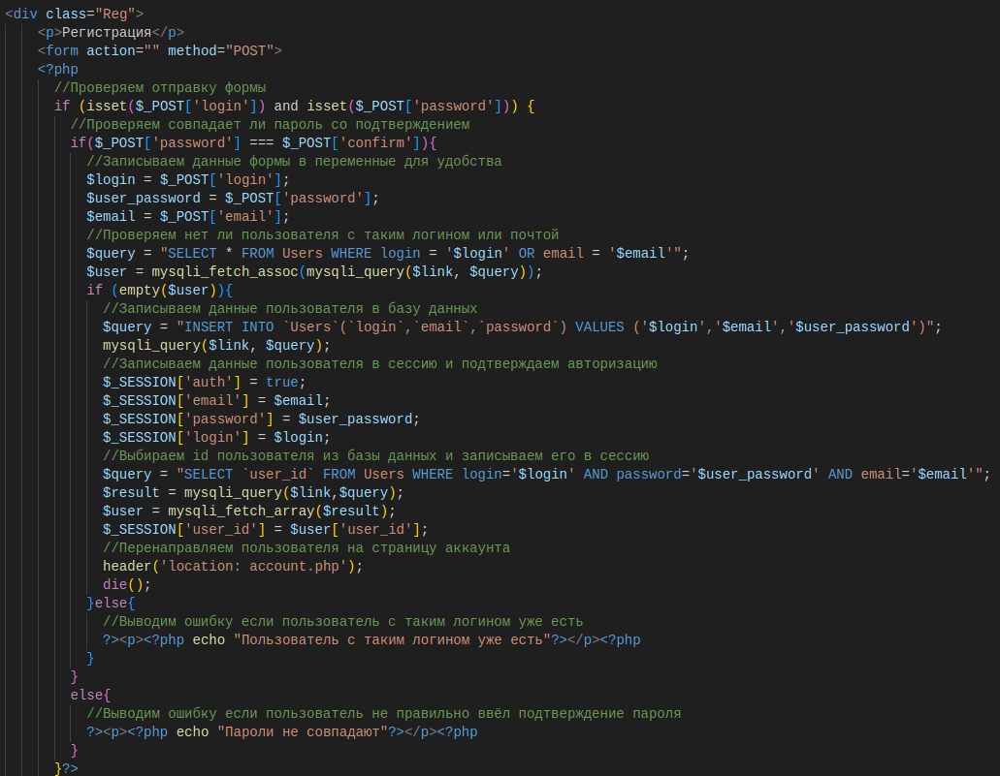 <div class="Reg">
<p>Регистрация</p>
<form action="" method="POST">
<?php
//Проверяем отправку формы
if (isset($_POST['login']) and isset($_POST['password'])) {
//Проверяем совпадает ли пароль со подтверждением
if($_POST['password'] === $_POST['confirm']){
//Записываем данные формы в переменные для удобства
$login = $_POST['login'];
$user_password = $_POST['password'];
$email = $_POST['email'];
//Проверяем нет ли пользователя с таким логином или почтой
$query = "SELECT * FROM Users WHERE login = '$login' OR email = '$email'";
$user = mysqli_fetch_assoc(mysqli_query($link, $query));
if (empty($user)){
//Записываем данные пользователя в базу данных
$query = "INSERT INTO `Users`(`login`,`email`,`password`) VALUES ('$login','$email','$user_password')";
mysqli_query($link, $query);
//Записываем данные пользователя в сессию и подтверждаем авторизацию
$_SESSION['auth'] = true;
$_SESSION['email'] = $email;
$_SESSION['password'] = $user_password;
$_SESSION['login'] = $login;
//Выбираем id пользователя из базы данных и записываем его в сессию
$query = "SELECT `user_id` FROM Users WHERE login='$login' AND password='$user_password' AND email='$email'";
$result = mysqli_query($link,$query);
$user = mysqli_fetch_array($result);
$_SESSION['user_id'] = $user['user_id'];
//Перенаправляем пользователя на страницу аккаунта
header('location: account.php');
die();
}else{
//Выводим ошибку если пользователь с таким логином уже есть
?><p><?php echo "Пользователь с таким логином уже есть"?></p><?php
}
}
else{
//Выводим ошибку если пользователь не правильно ввёл подтверждение пароля
?><p><?php echo "Пароли не совпадают"?></p><?php
}
}?>